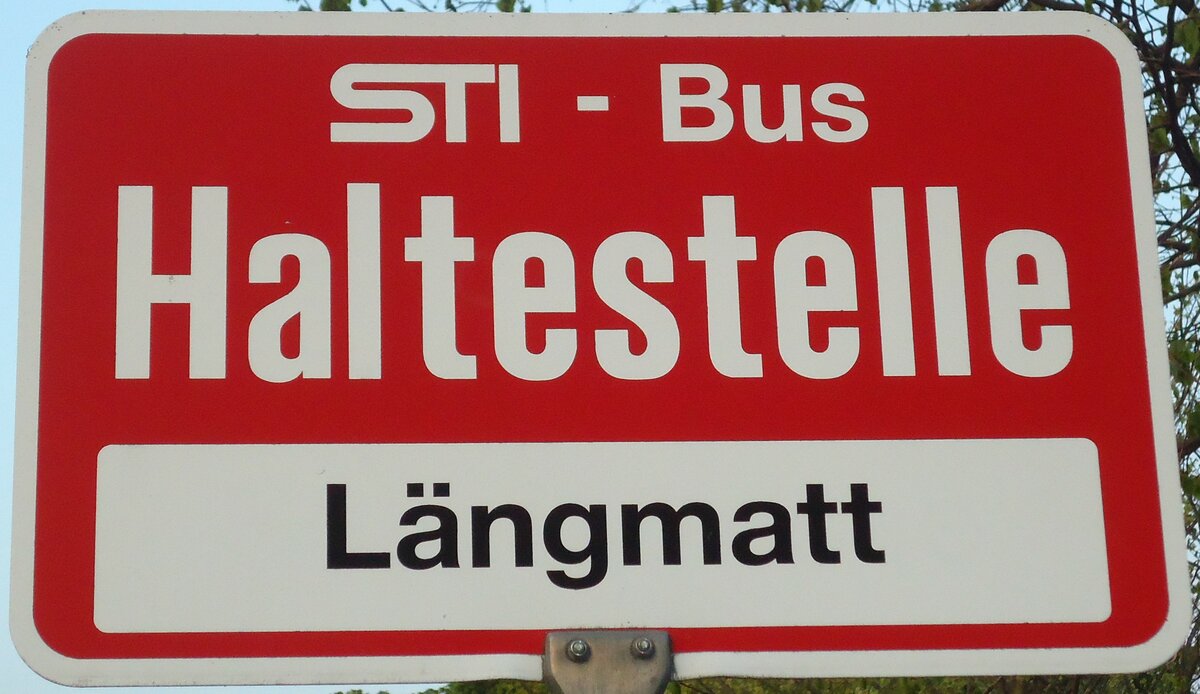 STI - Bus
Haltestelle
Längmatt